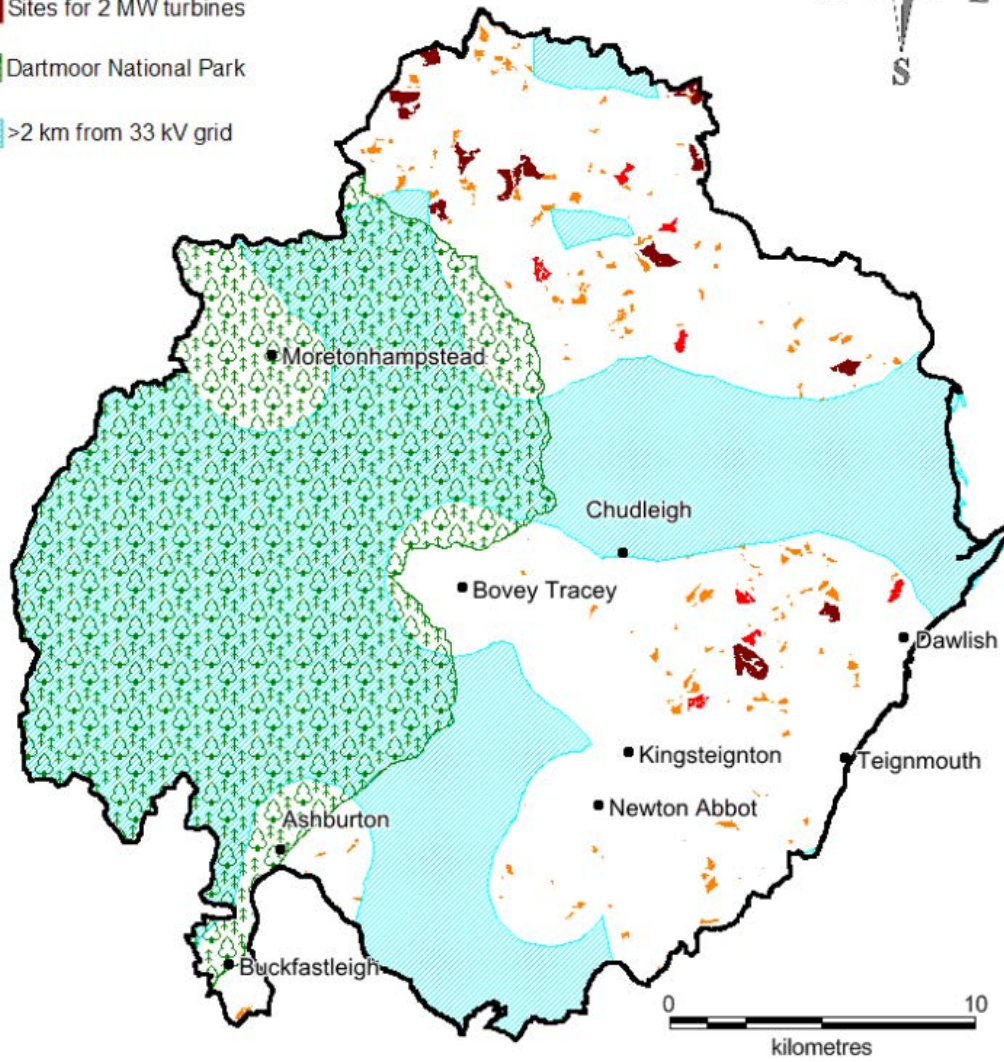 Sites for 2 MW turbines
Dartmoor National Park
>2 km from 33 kV grid
S
Moretonhampstead
Chudleigh
Bovey Tracey
Dawlish
Kingsteignton
Teignmouth
Newton Abbot
Ashburton
Buckfastleigh
0 10
kilometres